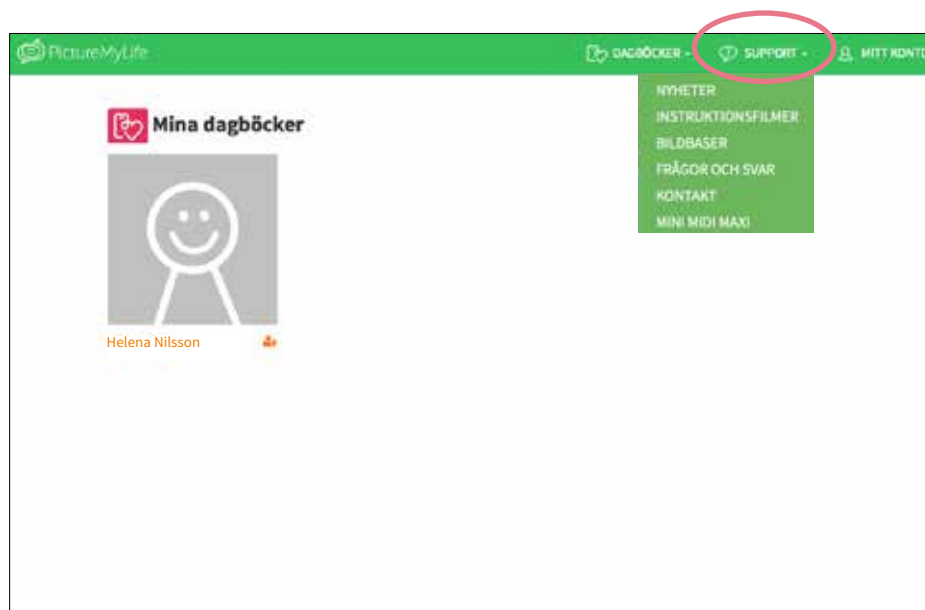 PictureMyLife
DAGBÖCKER
SUPPORT
MITT KONTO
NYHETER
INSTRUKTIONSFILMER
BILDBASER
FRÅGOR OCH SVAR
KONTAKT
MINI MIDI MAXI
Mina dagböcker
Helena Nilsson